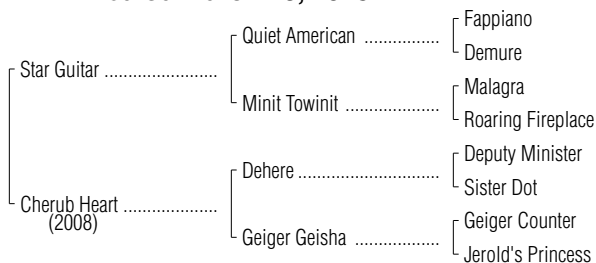 Fappiano
Quiet American ..................
Demure
Star Guitar ...........................
Malagra
Minit Towinit ......................
Roaring Fireplace
Deputy Minister
Dehere .................................
Sister Dot
Cherub Heart ......................
(2008)
Geiger Counter
Geiger Geisha ....................
Jerold's Princess